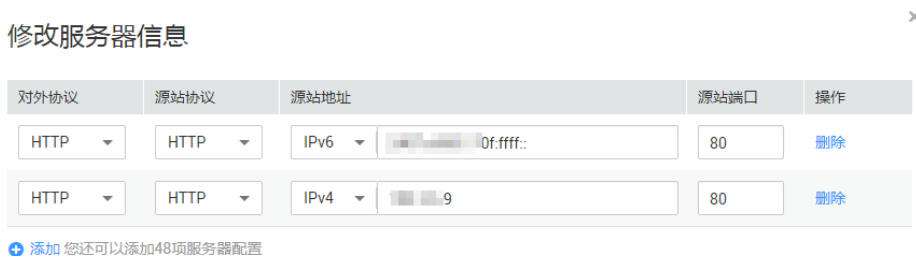 修改服务器信息
对外协议 源站协议 源站地址 源站端口 操作
HTTP HTTP IPv6 0f:ffff:: 80 删除
HTTP HTTP IPv4 9 80 删除
添加 您还可以添加48项服务器配置